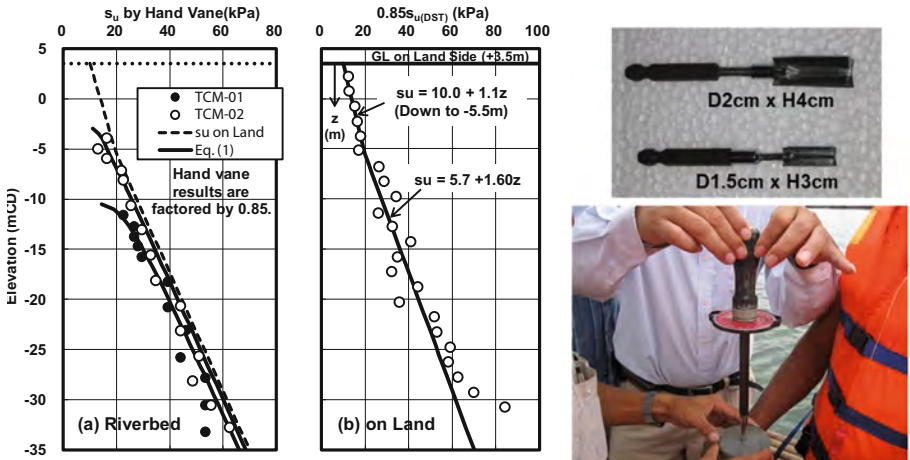 s_u by Hand Vane(kPa)
0 20 40 60 80
5
0
-5
-10
-15
-20
-25
-30
-35
Elevation (mCD)
TCM-01
TCM-02
su on Land
Eq. (1)
Hand vane
results are
factored by 0.85.
(a) Riverbed
0.85s_u(DST) (kPa)
0 20 40 60 80 100
GL on Land Side (+3.5m)
z
(m)
su = 10.0 + 1.1z
(Down to -5.5m)
su = 5.7 +1.60z
(b) on Land
D2cm x H4cm
D1.5cm x H3cm